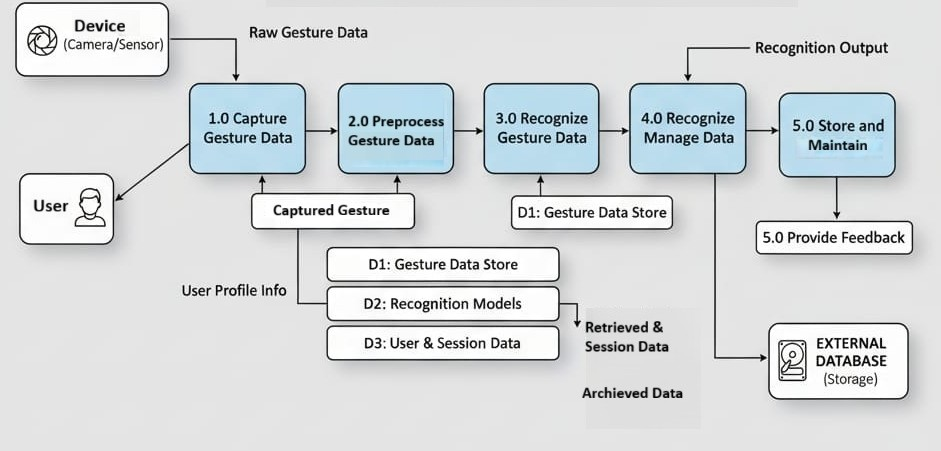 Device
(Camera/Sensor)
Raw Gesture Data
Recognition Output
1.0 Capture
Gesture Data
2.0 Preprocess
Gesture Data
3.0 Recognize
Gesture Data
4.0 Recognize
Manage Data
5.0 Store and
Maintain
User
Captured Gesture
D1: Gesture Data Store
5.0 Provide Feedback
D1: Gesture Data Store
User Profile Info
D2: Recognition Models
D3: User & Session Data
Retrieved &
Session Data
Archieved Data
EXTERNAL
DATABASE
(Storage)